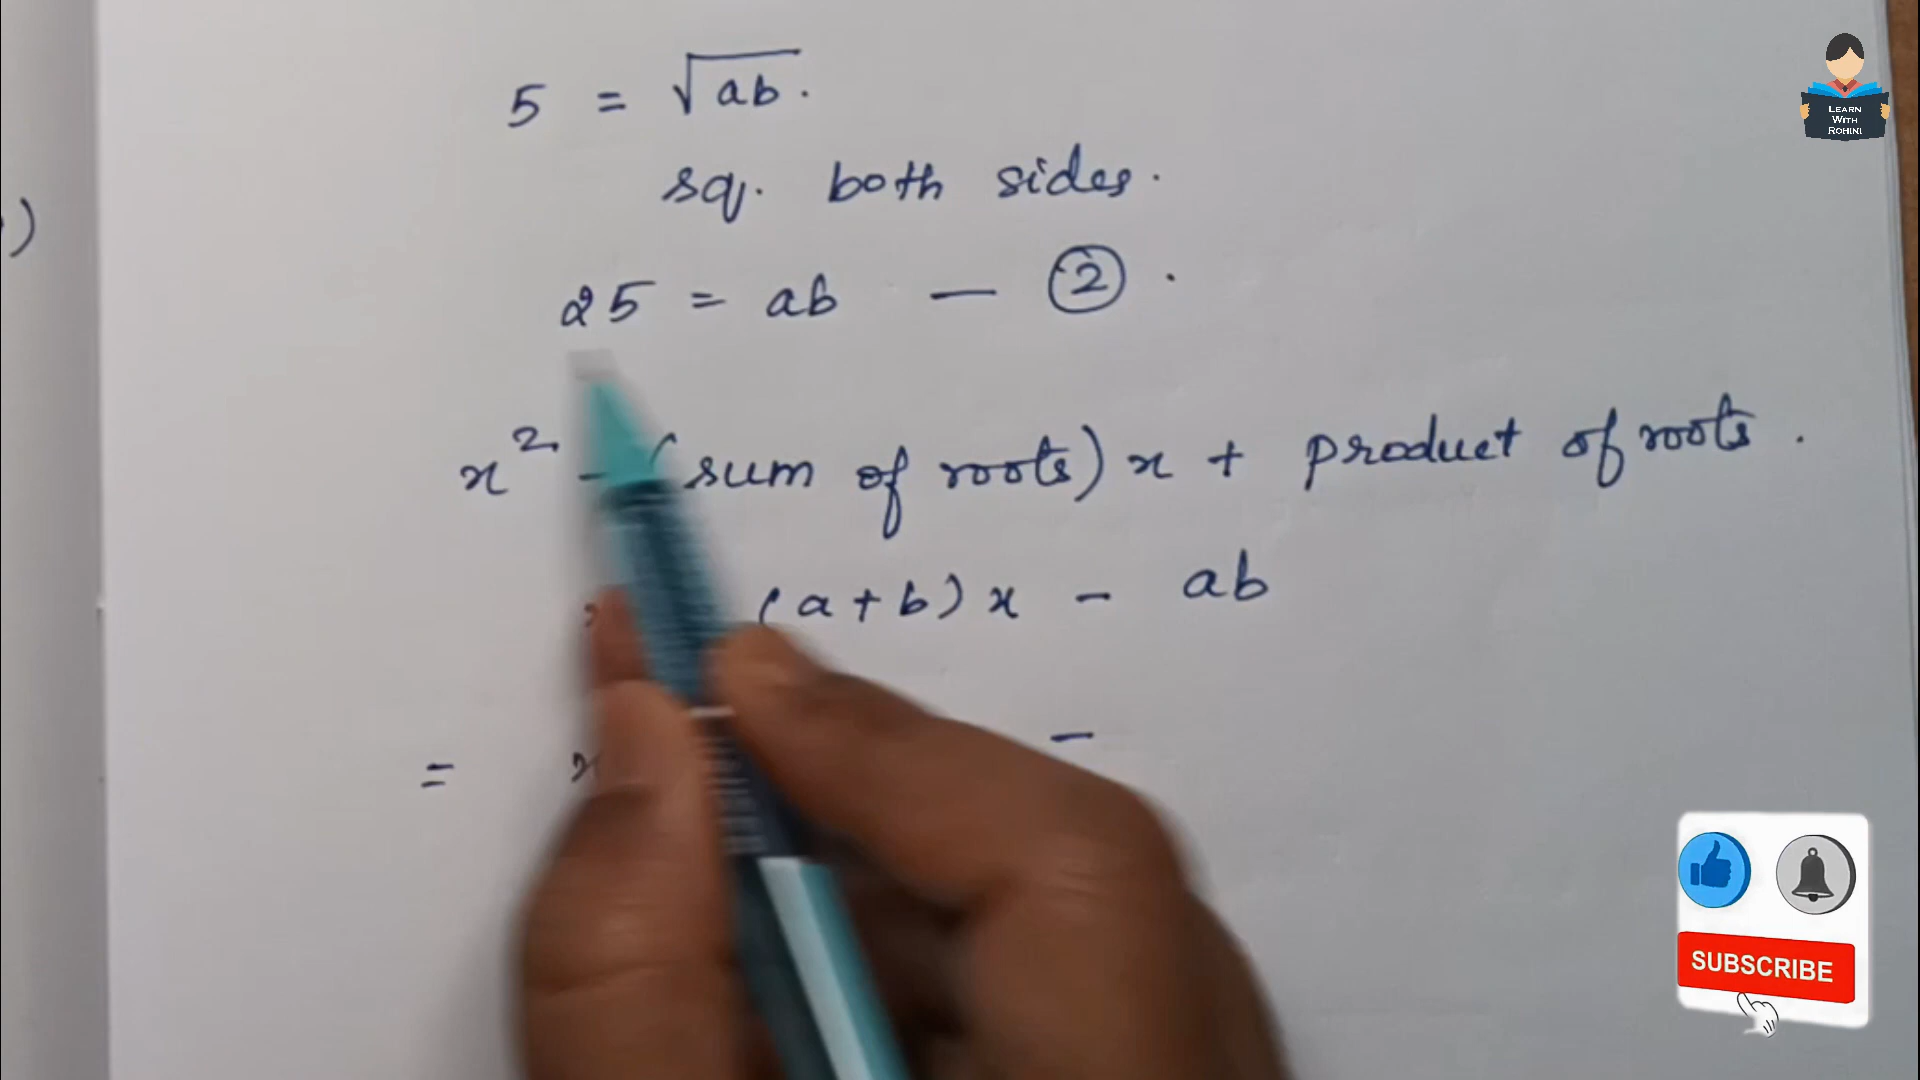 5 = √ab.
sq. both sides.
25 = ab — ②.
x² - (sum of roots) x + product of roots.
(a + b) x - ab
= x -
)
LEARN
WITH
ROHINI
SUBSCRIBE